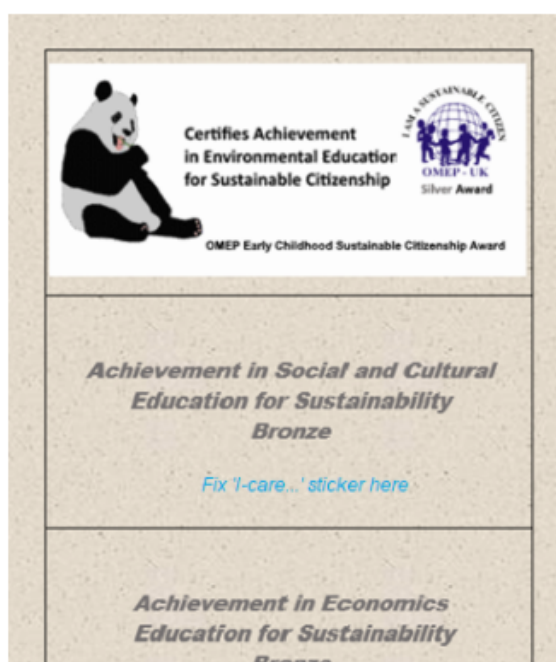 Certifies Achievement
in Environmental Education
for Sustainable Citizenship
I AM A SUSTAINABLE CITIZEN
OMEP - UK
Silver Award
OMEP Early Childhood Sustainable Citizenship Award
Achievement in Social and Cultural
Education for Sustainability
Bronze
Fix 'I-care...' sticker here
Achievement in Economics
Education for Sustainability
Bronze